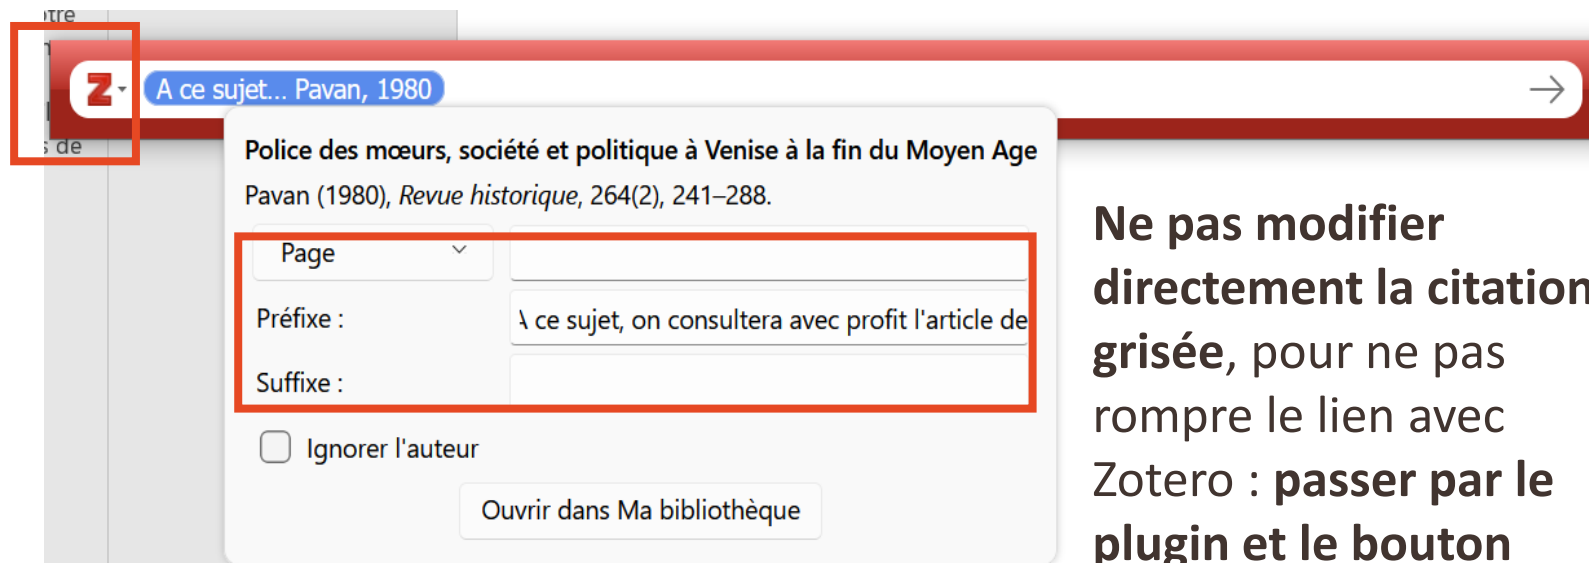 otre
s de
Z
A ce sujet... Pavan, 1980
Police des mœurs, société et politique à Venise à la fin du Moyen Age
Pavan (1980), Revue historique, 264(2), 241–288.
Page
Préfixe :
A ce sujet, on consultera avec profit l'article de
Suffixe :
Ignorer l'auteur
Ouvrir dans Ma bibliothèque
Ne pas modifier
directement la citation
grisée, pour ne pas
rompre le lien avec
Zotero : passer par le
plugin et le bouton